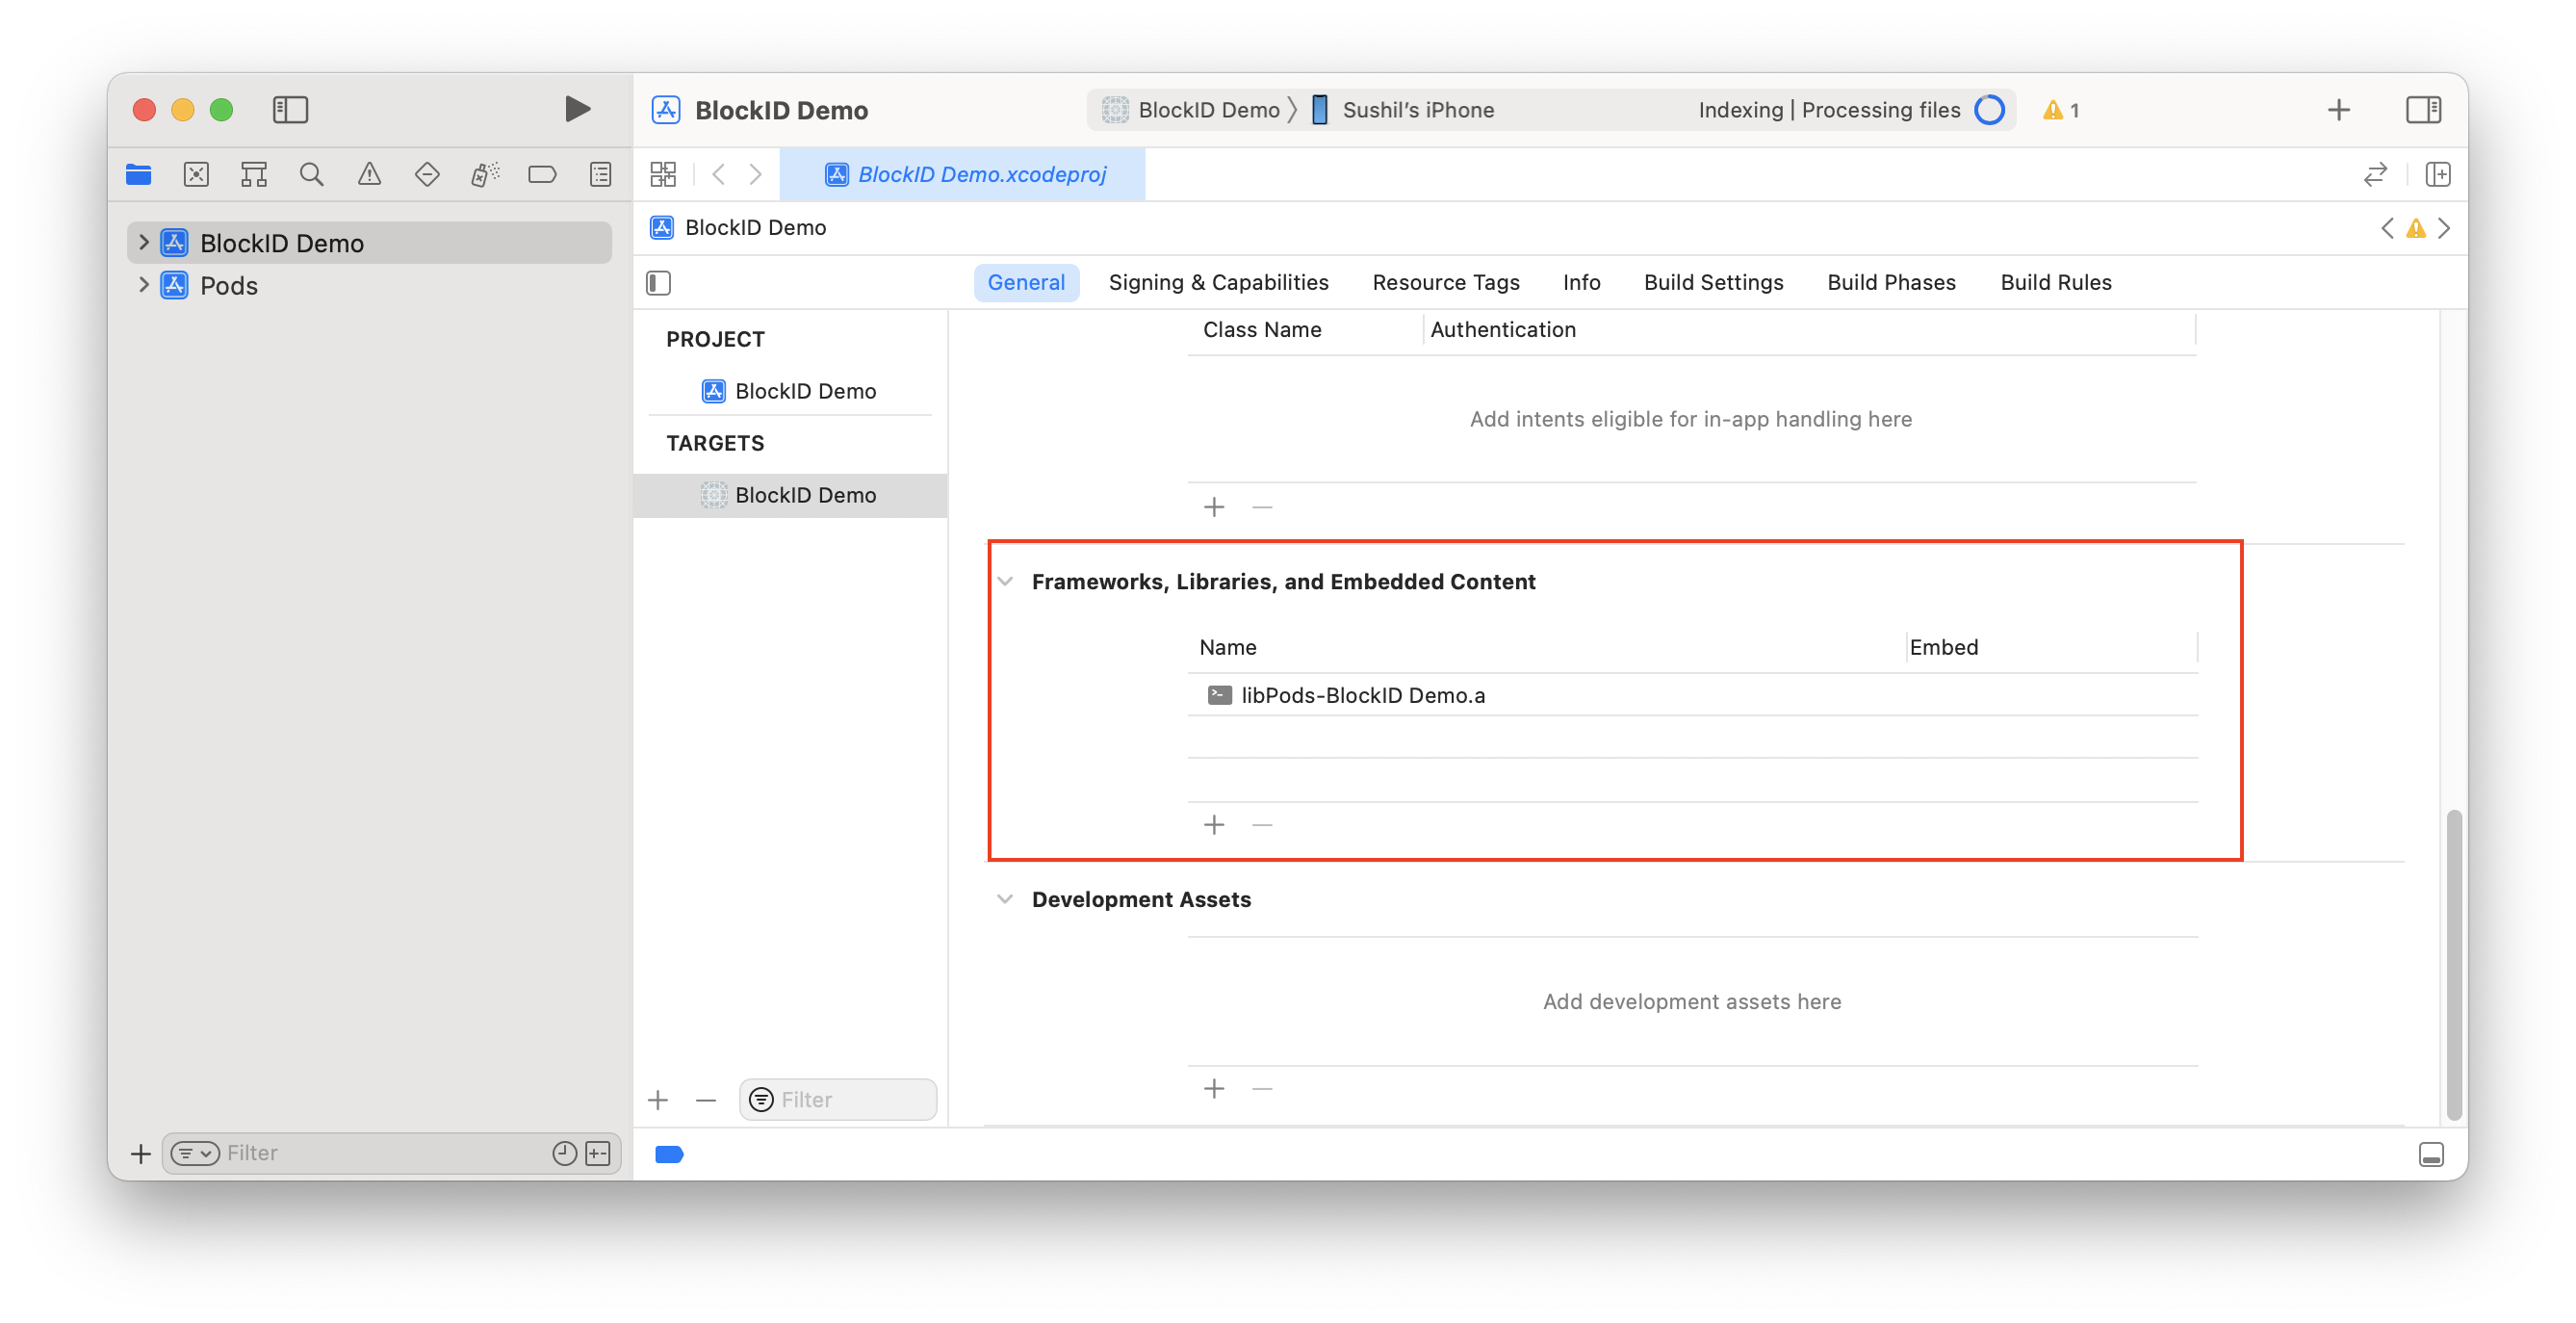 BlockID Demo
BlockID Demo
Sushil’s iPhone
Indexing | Processing files
1
BlockID Demo.xcodeproj
BlockID Demo
Pods
BlockID Demo
General
Signing & Capabilities
Resource Tags
Info
Build Settings
Build Phases
Build Rules
PROJECT
BlockID Demo
TARGETS
BlockID Demo
Class Name
Authentication
Add intents eligible for in-app handling here
Frameworks, Libraries, and Embedded Content
Name
Embed
libPods-BlockID Demo.a
Development Assets
Add development assets here
Filter
Filter